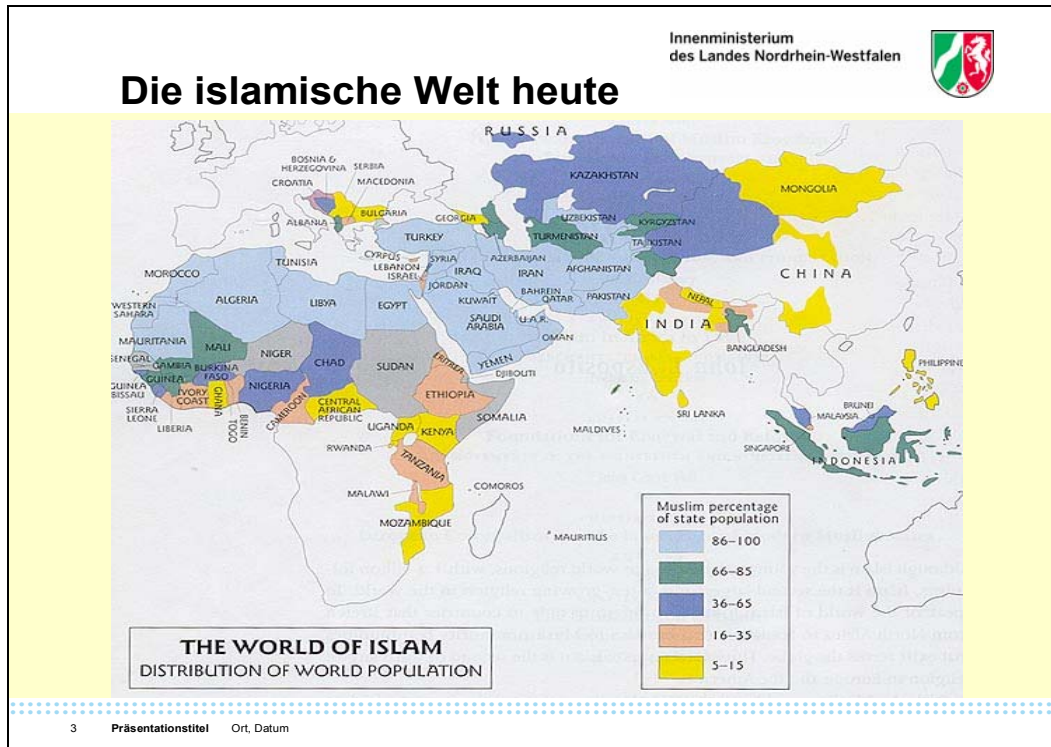 Innenministerium
des Landes Nordrhein-Westfalen
Die islamische Welt heute
RUSSIA
BOSNIA &
HERZEGOVINA
SERBIA
CROATIA
MACEDONIA
KAZAKHSTAN
MONGOLIA
ALBANIA
BULGARIA
GEORGIA
UZBEKISTAN
KYRGYZSTAN
TURKEY
TURMENISTAN
TAJIKISTAN
TUNISIA
CYRPUS
SYRIA
AZERBAIJAN
CHINA
MOROCCO
LEBANON
ISRAEL
IRAQ
IRAN
AFGHANISTAN
JORDAN
ALGERIA
LIBYA
EGYPT
KUWAIT
BAHREIN
QATAR
PAKISTAN
NEPAL
WESTERN
SAHARA
SAUDI
ARABIA
U.A.R.
INDIA
MAURITANIA
MALI
OMAN
BANGLADESH
SENEGAL
NIGER
CHAD
SUDAN
ERITREA
YEMEN
PHILIPPINE
GAMBIA
BURKINA
FASO
DJIBOUTI
GUINEA
NIGERIA
GUINEA
BISSAU
IVORY
COAST
GHANA
CAMEROON
CENTRAL
AFRICAN
REPUBLIC
ETHIOPIA
SOMALIA
SRI LANKA
BRUNEI
MALAYSIA
SIERRA
LEONE
LIBERIA
TOGO
BENIN
UGANDA
KENYA
MALDIVES
SINGAPORE
RWANDA
INDONESIA
TANZANIA
MALAWI
COMOROS
MOZAMBIQUE
MAURITIUS
Muslim percentage
of state population
86–100
66–85
36–65
16–35
5–15
THE WORLD OF ISLAM
DISTRIBUTION OF WORLD POPULATION
3 Präsentationstitel Ort, Datum